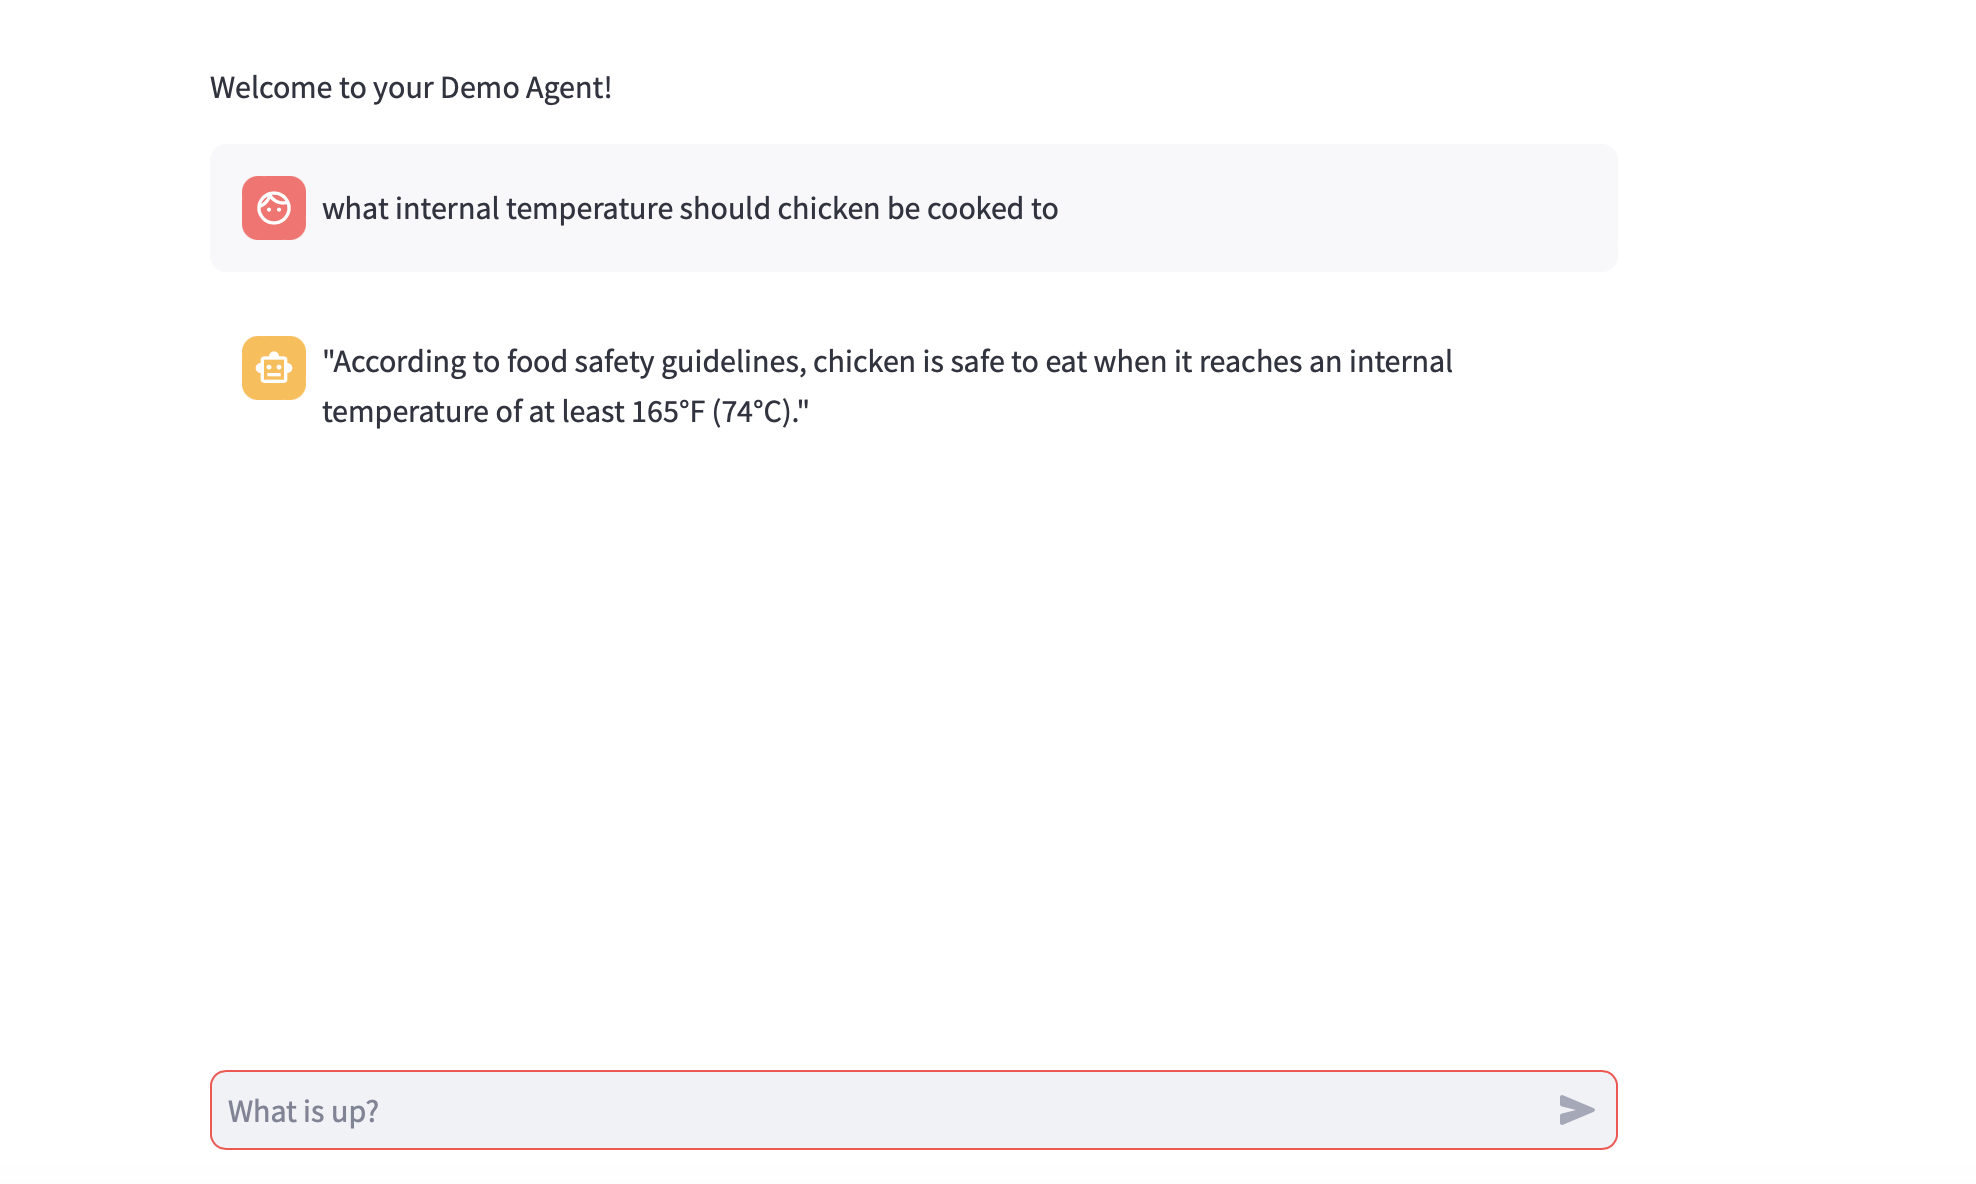 Welcome to your Demo Agent!
what internal temperature should chicken be cooked to
"According to food safety guidelines, chicken is safe to eat when it reaches an internal
temperature of at least 165°F (74°C)."
What is up?